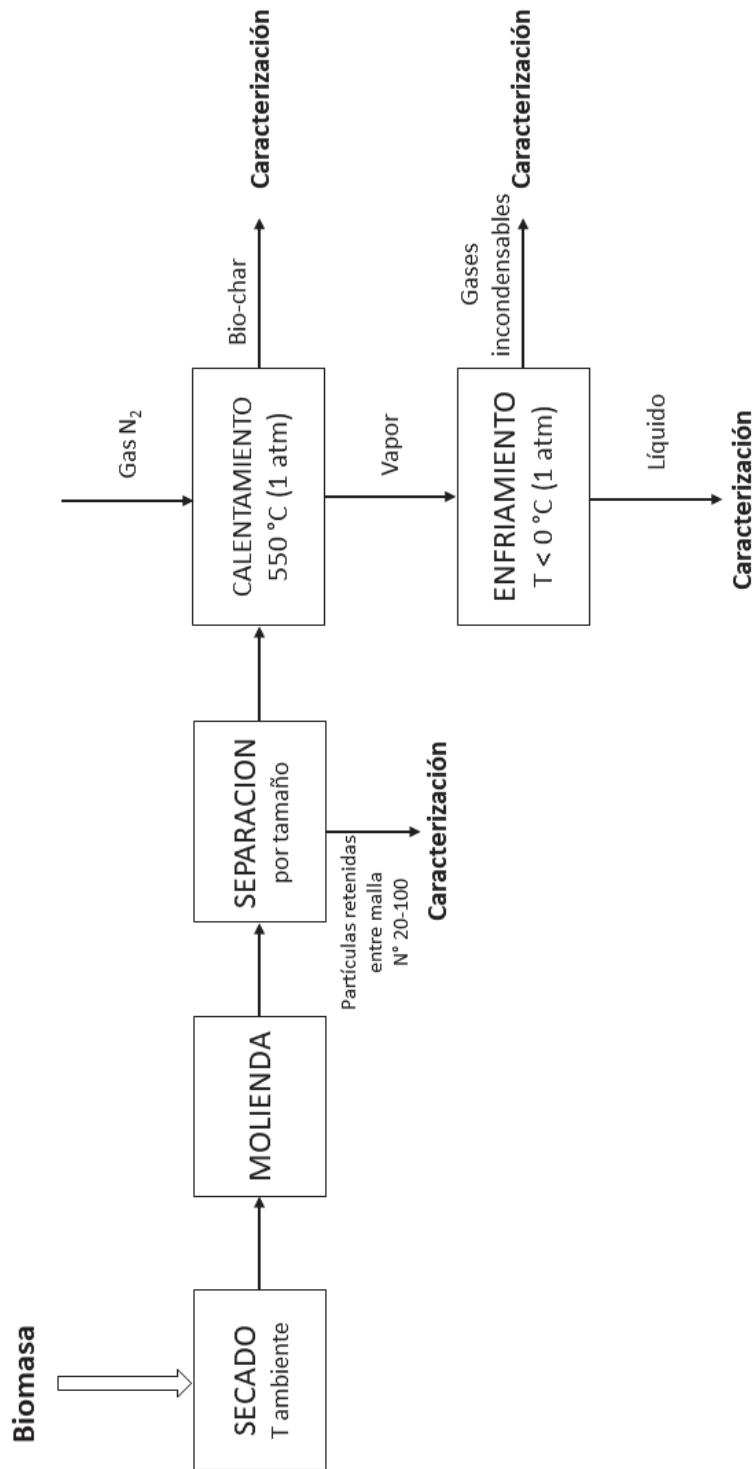 Biomasa
SECADO
T ambiente
MOLIENDA
SEPARACION
por tamaño
Partículas retenidas
entre malla
N° 20-100
Caracterización
Gas N₂
CALENTAMIENTO
550 °C (1 atm)
Bio-char
Caracterización
Vapor
ENFRIAMIENTO
T < 0 °C (1 atm)
Gases
incondensables
Caracterización
Líquido
Caracterización